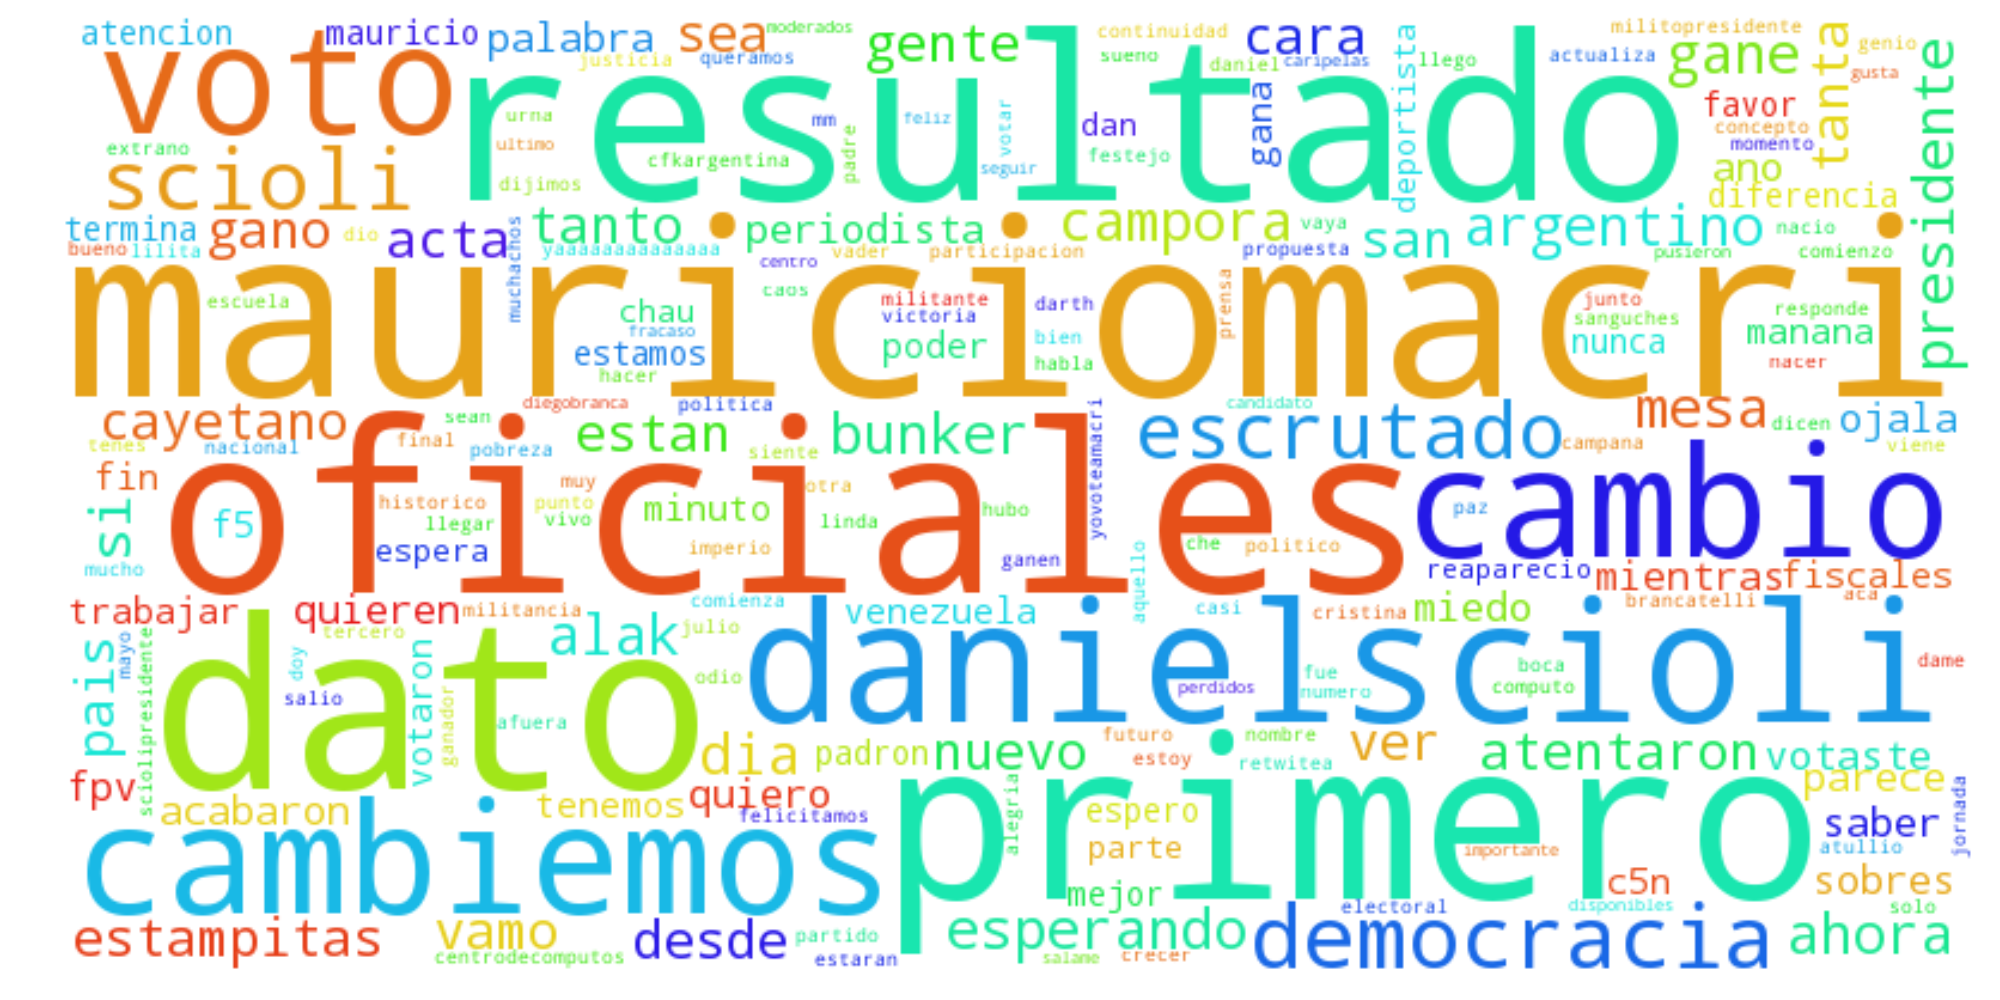 atencion mauricio palabra sea moderados gente continuidad cara militopresidente gane genio
justicia queramos sueno daniel caripelas llego actualiza gusta
voto resultado tanta presidente
urna mm feliz votar dan gana deportista favor
extrano ultimo cfkargentina padre seguir festejo concepto momento
scioli dijimos ano diferencia
termina gano dio acta tanto periodista campora vaya san argentino nacio
bueno lilita muchachos yaaaaaaaaaaaaaa centro vader participacion propuesta pusieron comienzo
mauriciomacri
escuela chau caos militante darth prensa junto responde
fracaso victoria sanguches manana
estamos poder bien nunca
hacer habla nacer
cayetano sean diegobranca politica yovoteamacri candidato mesa dicen ojala
tenes nacional final pobreza estan siente bunker escrutado campana viene
oficiales cambio
fin historico muy punto otra paz
si f5 llegar vivo minuto linda hubo
mucho espera imperio ganen che politico
reaparecio mientras fiscales
trabajar quieren militancia comienza venezuela aquello casi cristina miedo brancatelli aca
pais mayo tercero alak julio
dato danielscioli
sciolipresidente doy votaron ganador odio fue boca dame
salio afuera perdidos numero computo
dia padron nuevo futuro nombre ver atentaron votaste
fpv estoy retwitea parece
primero
acabaron tenemos quiero alegria espero saber jornada
cambiemos felicitamos parte importante atullio
mejor c5n sobres
estampitas vamo desde partido esperando electoral disponibles solo
centrodecomputos estaran salame crecer democracia ahora